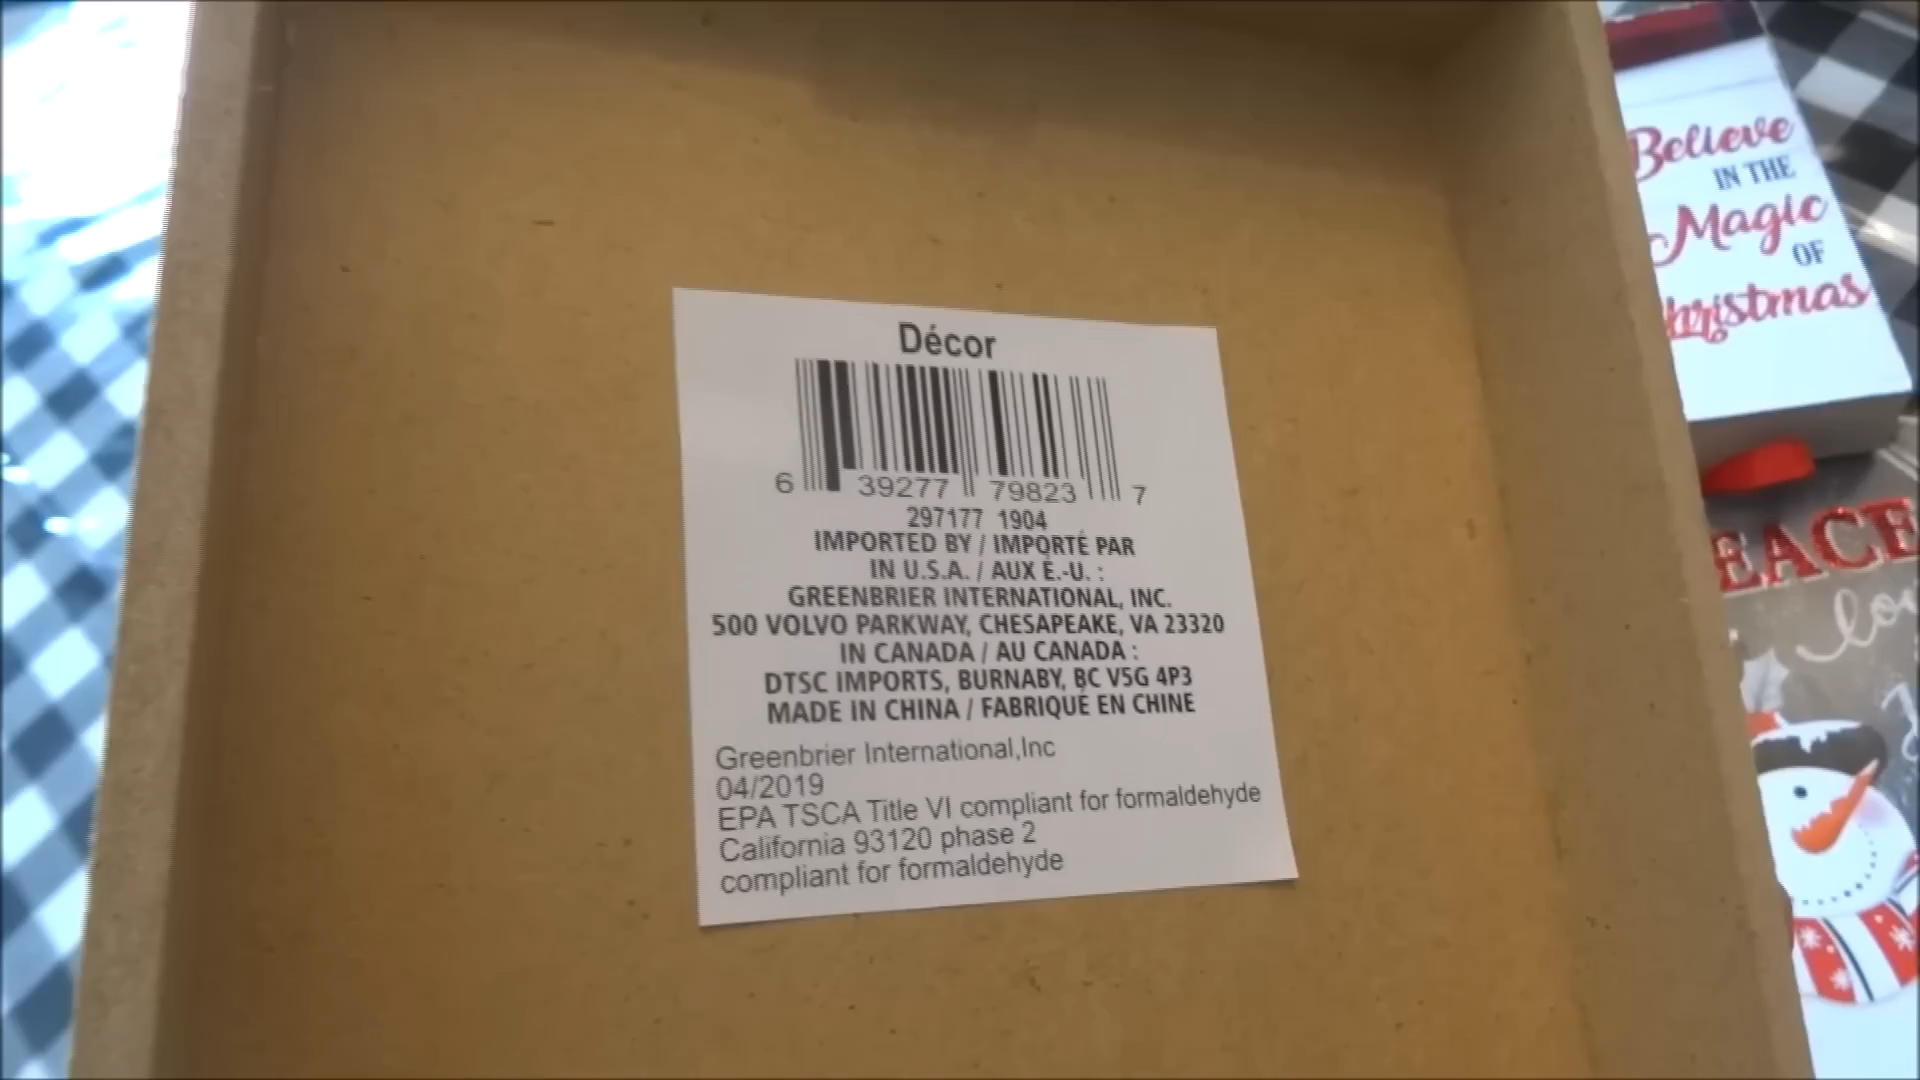 Décor
6 39277 79823 7
297177 1904
IMPORTED BY / IMPORTÉ PAR
IN U.S.A. / AUX É.-U. :
GREENBRIER INTERNATIONAL, INC.
500 VOLVO PARKWAY, CHESAPEAKE, VA 23320
IN CANADA / AU CANADA :
DTSC IMPORTS, BURNABY, BC V5G 4P3
MADE IN CHINA / FABRIQUÉ EN CHINE
Greenbrier International,Inc
04/2019
EPA TSCA Title VI compliant for formaldehyde
California 93120 phase 2
compliant for formaldehyde
Believe
IN THE
Magic
OF
Christmas
EACE